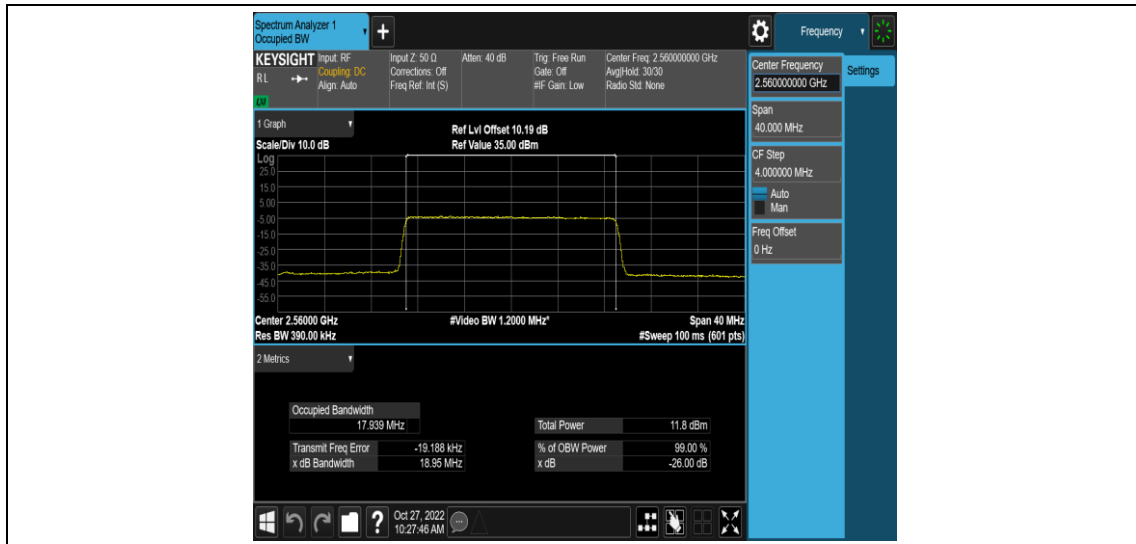 Spectrum Analyzer 1
Occupied BW
+
Frequency
KEYSIGHT
RL
LXI
Input: RF
Coupling: DC
Align: Auto
Input Z: 50 Ω
Corrections: Off
Freq Ref: Int (S)
Atten: 40 dB
Trig: Free Run
Gate: Off
#IF Gain: Low
Center Freq: 2.560000000 GHz
Avg|Hold: 30/30
Radio Std: None
Center Frequency
2.560000000 GHz
Settings
Span
40.000 MHz
CF Step
4.000000 MHz
Auto
Man
Freq Offset
0 Hz
1 Graph
Ref Lvl Offset 10.19 dB
Scale/Div 10.0 dB
Ref Value 35.00 dBm
Log
25.0
15.0
5.00
-5.00
-15.0
-25.0
-35.0
-45.0
-55.0
Center 2.56000 GHz
#Video BW 1.2000 MHz*
Span 40 MHz
Res BW 390.00 kHz
#Sweep 100 ms (601 pts)
2 Metrics
Occupied Bandwidth
17.939 MHz
Total Power 11.8 dBm
Transmit Freq Error -19.188 kHz
% of OBW Power 99.00 %
x dB Bandwidth 18.95 MHz
x dB -26.00 dB
?
Oct 27, 2022
10:27:46 AM